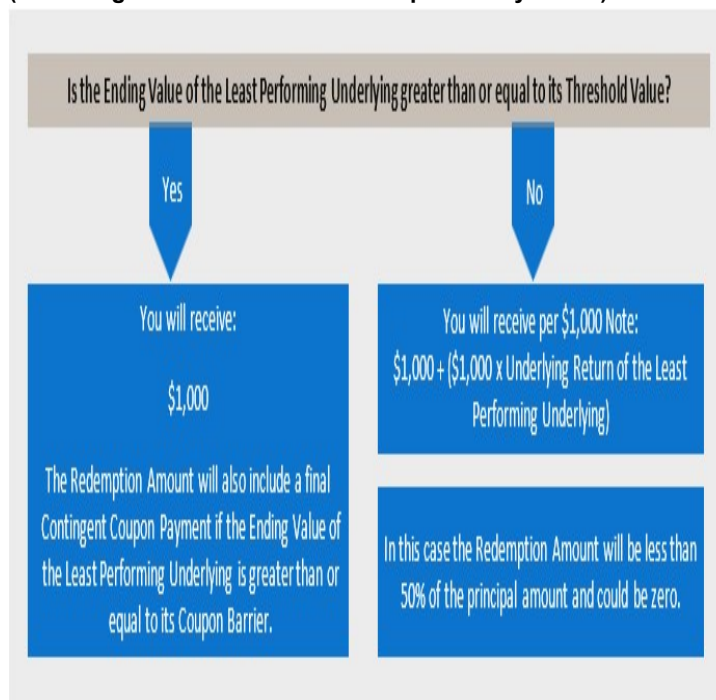 Is the Ending Value of the Least Performing Underlying greater than or equal to its Threshold Value?
Yes
No
You will receive:
$1,000
The Redemption Amount will also include a final
Contingent Coupon Payment if the Ending Value of
the Least Performing Underlying is greater than or
equal to its Coupon Barrier.
You will receive per $1,000 Note:
$1,000 + ($1,000 x Underlying Return of the Least
Performing Underlying)
In this case the Redemption Amount will be less than
50% of the principal amount and could be zero.